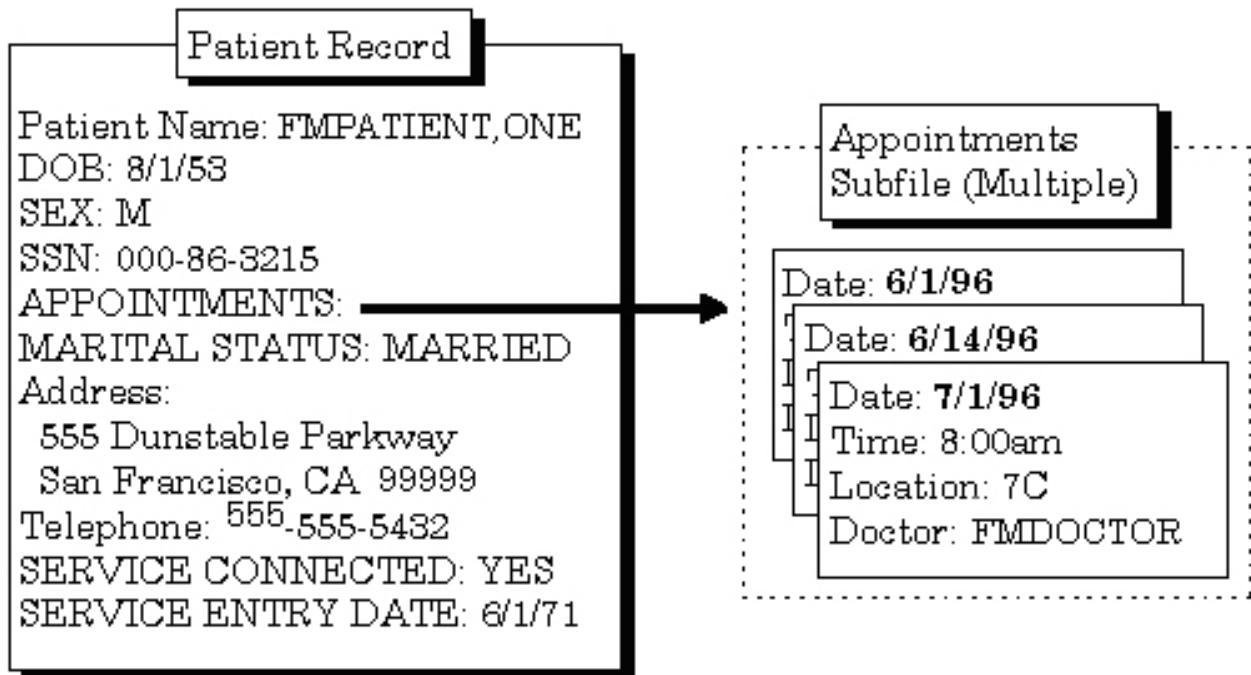 Patient Record
Patient Name: FMPATIENT,ONE
DOB: 8/1/53
SEX: M
SSN: 000-86-3215
APPOINTMENTS:
MARITAL STATUS: MARRIED
Address:
555 Dunstable Parkway
San Francisco, CA 99999
Telephone: 555-555-5432
SERVICE CONNECTED: YES
SERVICE ENTRY DATE: 6/1/71
Appointments
Subfile (Multiple)
Date: 6/1/96
Date: 6/14/96
Date: 7/1/96
Time: 8:00am
Location: 7C
Doctor: FMDOCTOR